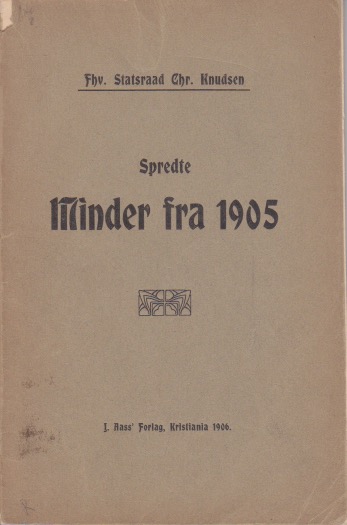 Fhv. Statsraad Chr. Knudsen
Spredte
Minder fra 1905
I. Aass' Forlag, Kristiania 1906.